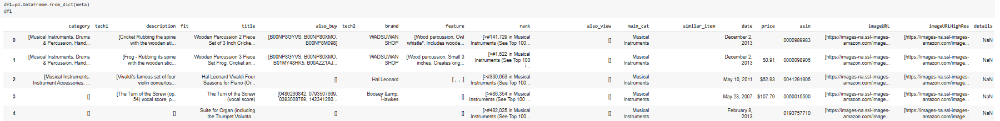 df1=pd.DataFrame.from_dict(meta)
df1
category tech1 description fit title also_buy tech2 brand feature rank also_view main_cat similar_item date price asin imageURL imageURLHighRes details
0 [Musical Instruments, Drums & Percussion, Hand... [Cricket Rubbing the spine with the wooden sti... Wooden Percussion 2 Piece Set of 3 Inch Cricke... [B00NP8GYVS, B00NP80XMO, B00NP8M098] WADSUWAN SHOP [Wood percussion, Owl whistle*, Includes woode... [>#141,729 in Musical Instruments (See Top 100... [] Musical Instruments December 2, 2013 0000989983 [https://images-na.ssl-images-amazon.com/image... [https://images-na.ssl-images-amazon.com/image... NaN
1 [Musical Instruments, Drums & Percussion, Hand... [Frog - Rubbing its spine with the wooden stic... Wooden Percussion 3 Piece Set Frog, Cricket an... [B00NP8GYVS, B00NP80XMO, B01MY48HK5, B00AZZ1AJ... WADSUWAN SHOP [Wood percussion, Small 3 inches, Creates orig... [>#1,622 in Musical Instruments (See Top 100 i... [] Musical Instruments December 2, 2013 $0.91 0000098906 [https://images-na.ssl-images-amazon.com/image... [https://images-na.ssl-images-amazon.com/image... NaN
2 [Musical Instruments, Instrument Accessories, ... [Vivaldi's famous set of four violin concertos... Hal Leonard Vivaldi Four Seasons for Piano (Or... [] Hal Leonard [., ., .] [>#330,653 in Musical Instruments (See Top 100... [] Musical Instruments May 10, 2011 $62.93 0041291905 [https://images-na.ssl-images-amazon.com/image... [https://images-na.ssl-images-amazon.com/image... NaN
3 [] [The Turn of the Screw (op. 54) vocal score, p... The Turn of the Screw (vocal score) [0486266842, 0793507669, 0393008789, 142341280... Boosey &amp; Hawkes [] [>#86,354 in Musical Instruments (See Top 100 ... [] Musical Instruments May 23, 2007 $107.79 0060015500 [https://images-na.ssl-images-amazon.com/image... [https://images-na.ssl-images-amazon.com/image... NaN
4 [] [] Suite for Organ (including the Trumpet Volunta... [] [] [>#482,025 in Musical Instruments (See Top 100... [] Musical Instruments February 8, 2013 0193757710 [https://images-na.ssl-images-amazon.com/image... [https://images-na.ssl-images-amazon.com/image... NaN